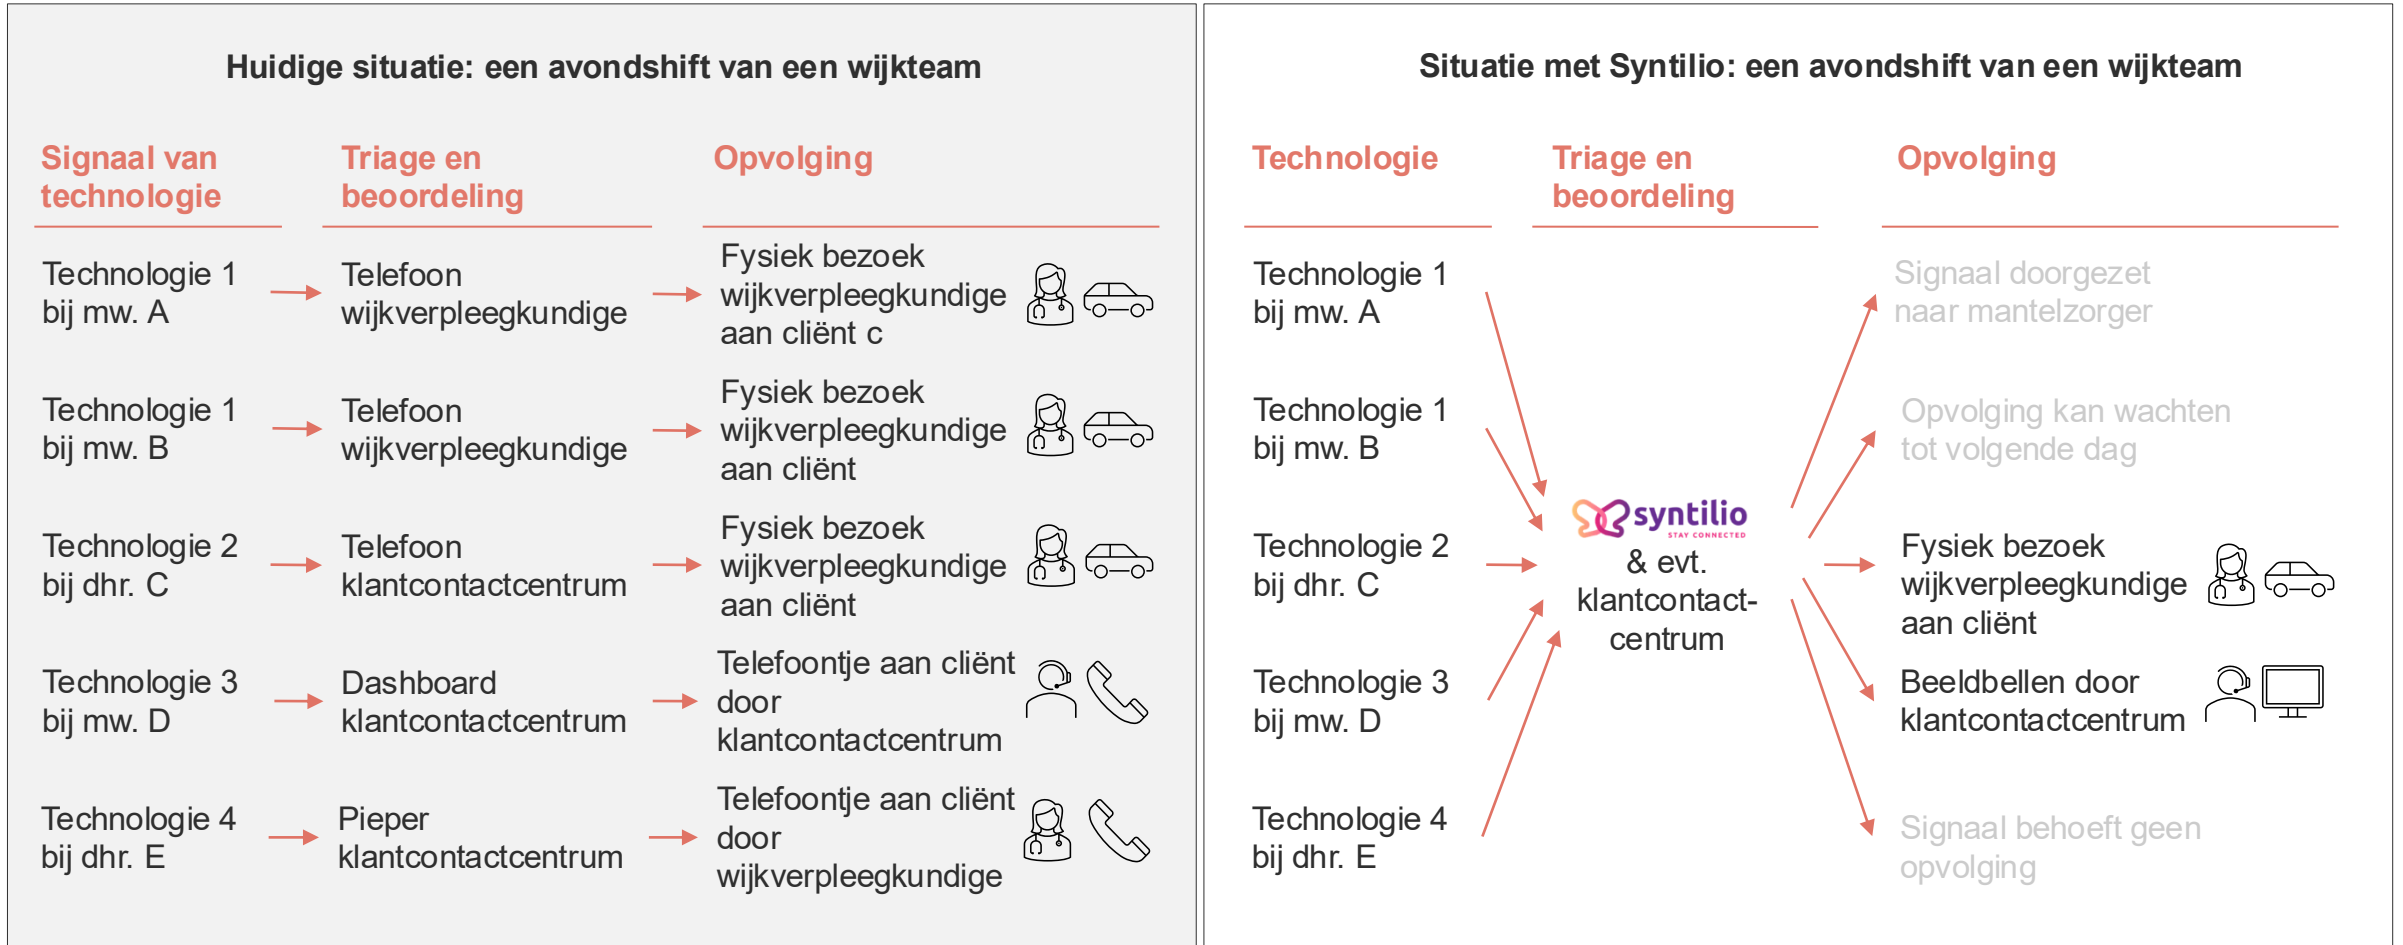 Huidige situatie: een avondshift van een wijkteam
Signaal van
technologie
Triage en
beoordeling
Opvolging
Technologie 1
bij mw. A
Telefoon
wijkverpleegkundige
Fysiek bezoek
wijkverpleegkundige
aan cliënt c
Technologie 1
bij mw. B
Telefoon
wijkverpleegkundige
Fysiek bezoek
wijkverpleegkundige
aan cliënt
Technologie 2
bij dhr. C
Telefoon
klantcontactcentrum
Fysiek bezoek
wijkverpleegkundige
aan cliënt
Technologie 3
bij mw. D
Dashboard
klantcontactcentrum
Telefoontje aan cliënt
door
klantcontactcentrum
Technologie 4
bij dhr. E
Pieper
klantcontactcentrum
Telefoontje aan cliënt
door
wijkverpleegkundige
Situatie met Syntilio: een avondshift van een wijkteam
Technologie
Triage en
beoordeling
Opvolging
Technologie 1
bij mw. A
Technologie 1
bij mw. B
Technologie 2
bij dhr. C
Technologie 3
bij mw. D
Technologie 4
bij dhr. E
syntilio
STAY CONNECTED
& evt.
klantcontact-
centrum
Signaal doorgezet
naar mantelzorger
Opvolging kan wachten
tot volgende dag
Fysiek bezoek
wijkverpleegkundige
aan cliënt
Beeldbellen door
klantcontactcentrum
Signaal behoeft geen
opvolging